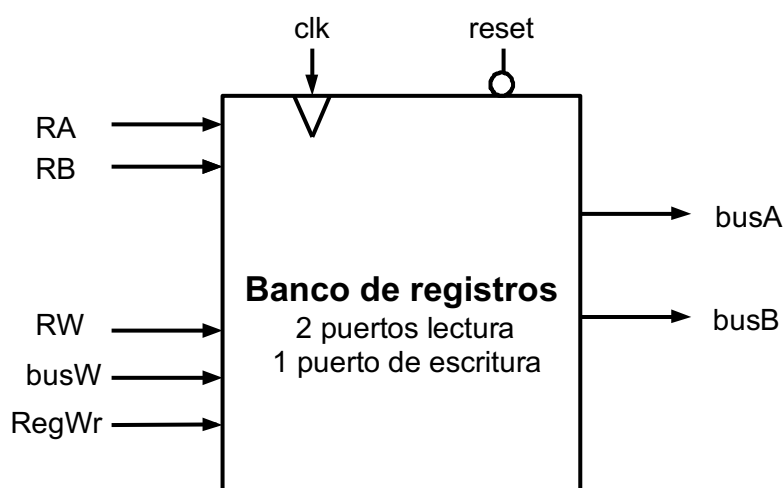 clk
reset
RA
RB
busA
Banco de registros
2 puertos lectura
1 puerto de escritura
busB
RW
busW
RegWr